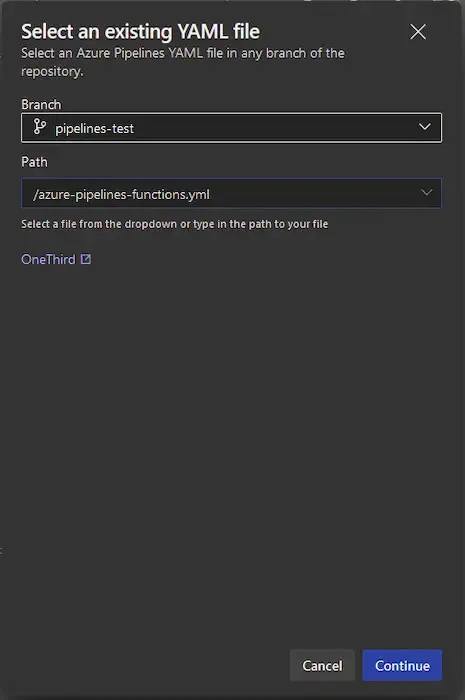 Select an existing YAML file
Select an Azure Pipelines YAML file in any branch of the
repository.
Branch
pipelines-test
Path
/azure-pipelines-functions.yml
Select a file from the dropdown or type in the path to your file
OneThird
Cancel
Continue